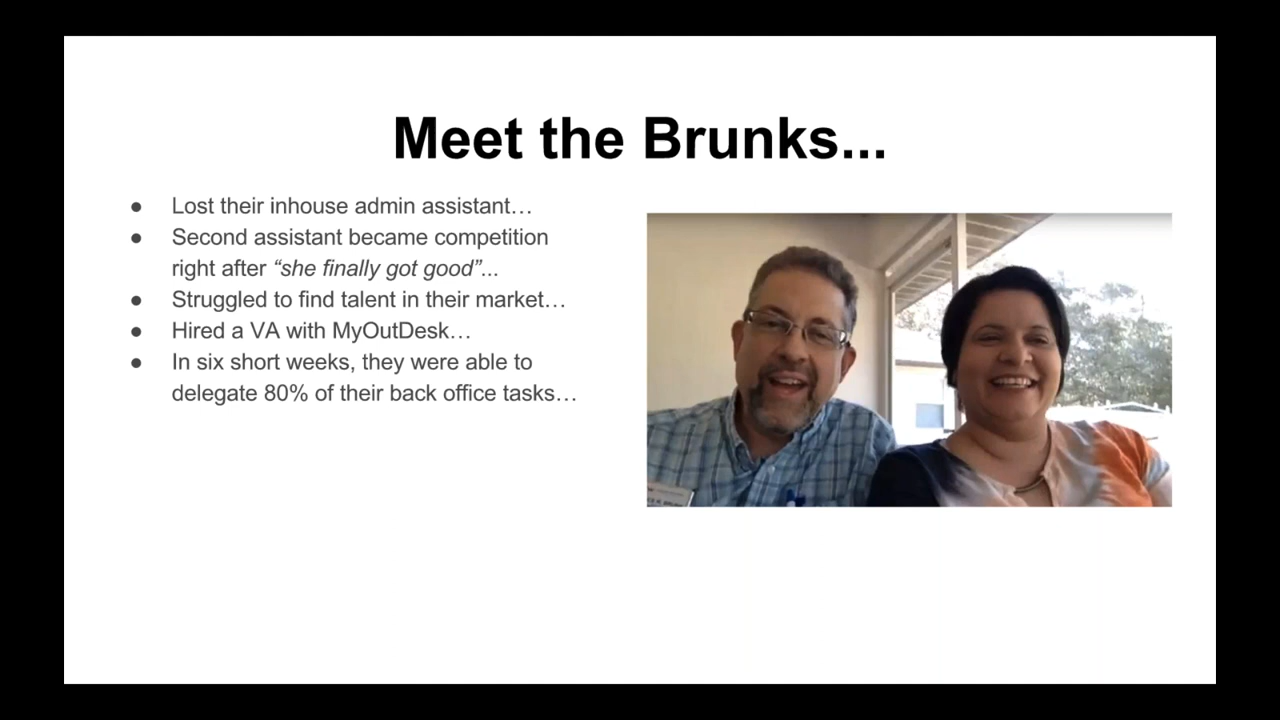 Meet the Brunks...
● Lost their inhouse admin assistant…
● Second assistant became competition
right after “she finally got good”...
● Struggled to find talent in their market…
● Hired a VA with MyOutDesk…
● In six short weeks, they were able to
delegate 80% of their back office tasks…